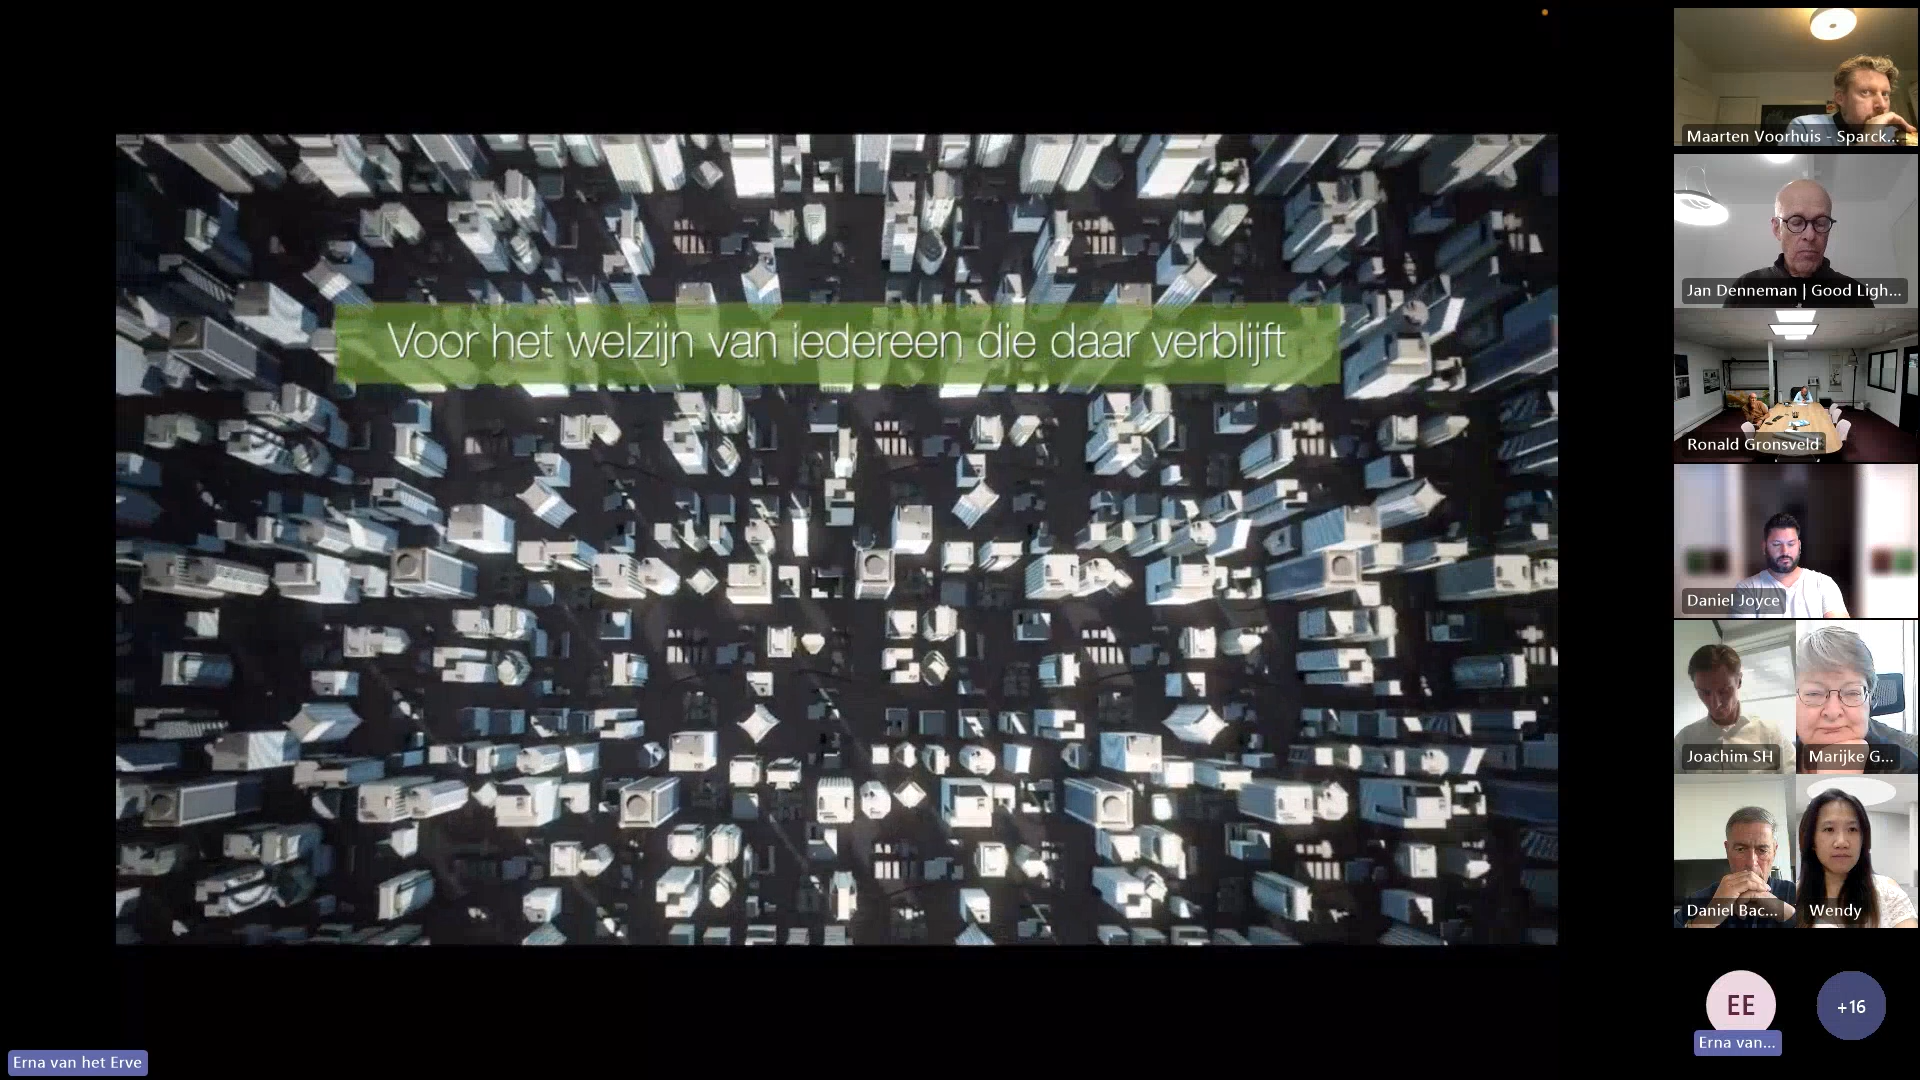 Voor het welzijn van iedereen die daar verblijft
Maarten Voorhuis - Sparck...
Jan Denneman | Good Ligh...
Ronald Gronsveld
Daniel Joyce
Joachim SH
Marijke G...
Daniel Bac...
Wendy
EE
+16
Erna van...
Erna van het Erve